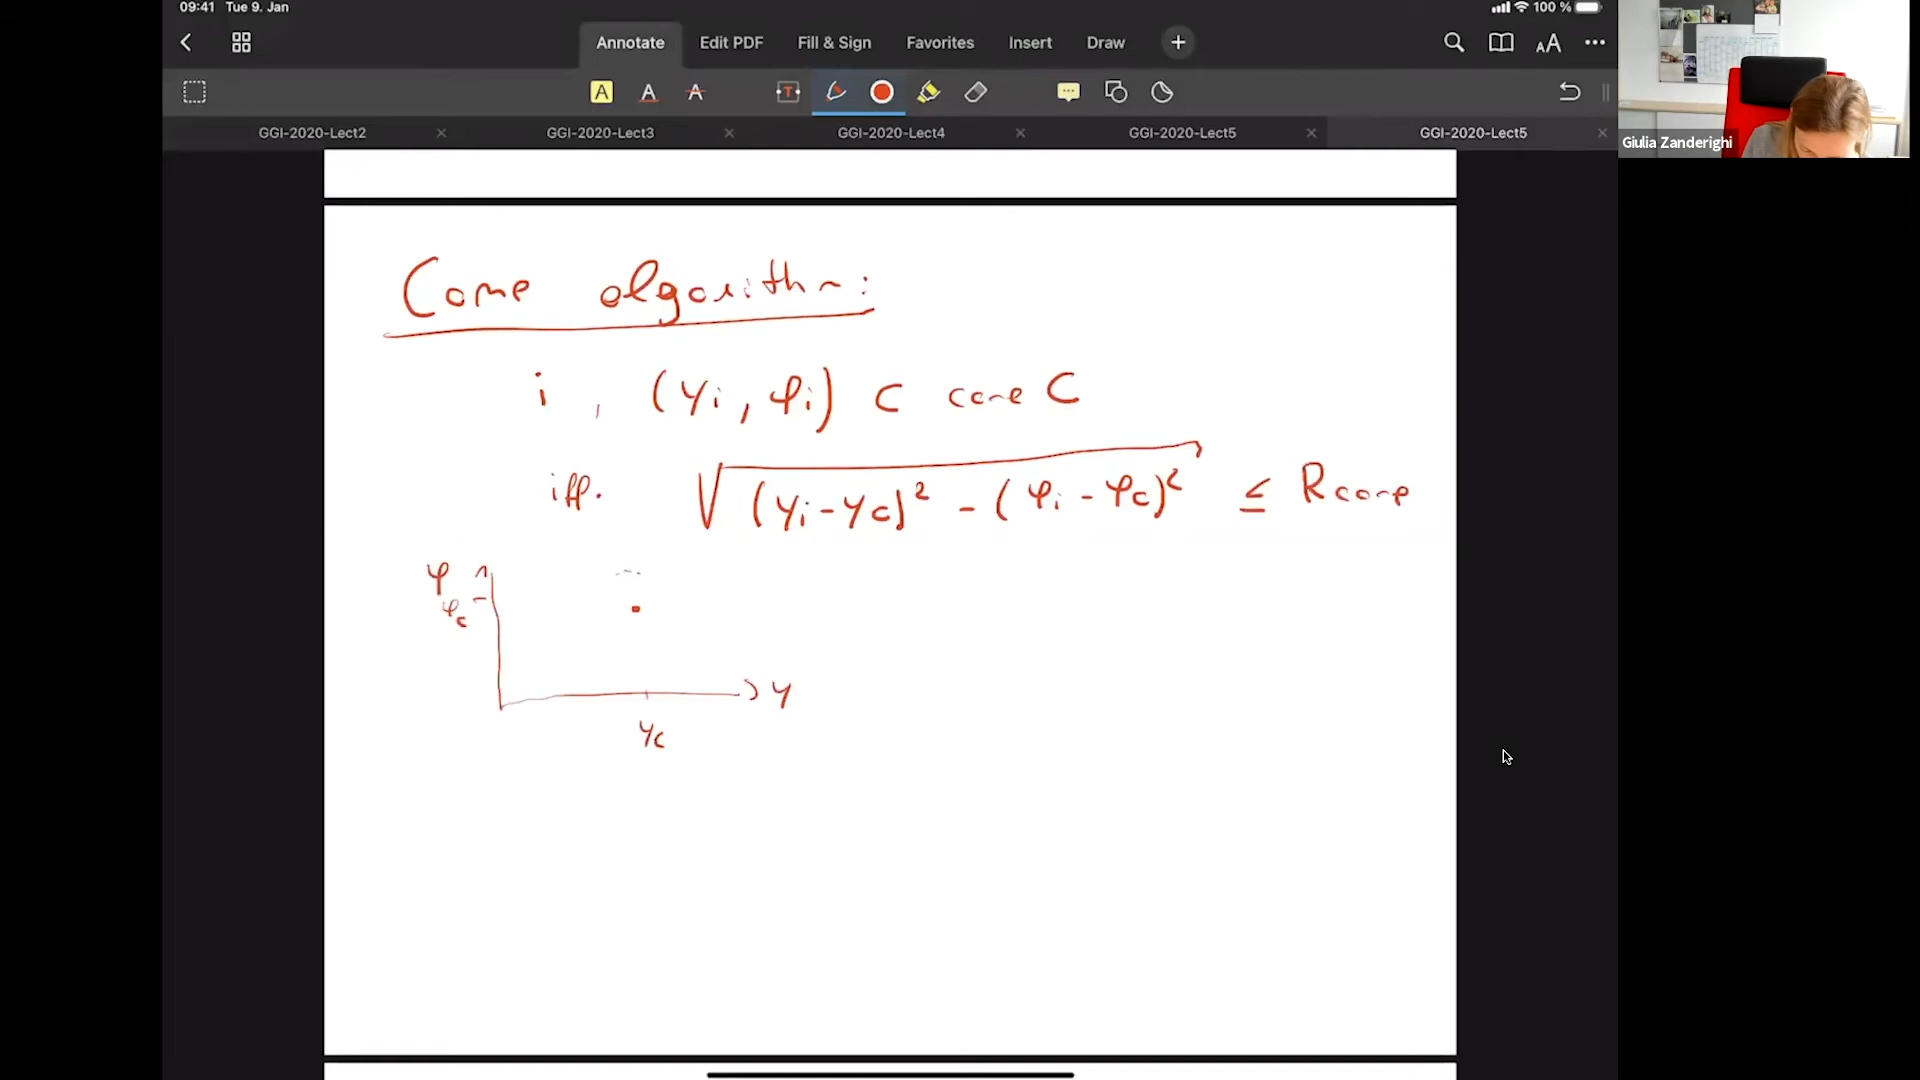 09:41 Tue 9. Jan
100 %
Annotate Edit PDF Fill & Sign Favorites Insert Draw
GGI-2020-Lect2 GGI-2020-Lect3 GGI-2020-Lect4 GGI-2020-Lect5 GGI-2020-Lect5
Giulia Zanderighi
Cone algorithm:
i , (yi, φi) ⊂ cone C
iff. √(yi - yc)² - (φi - φc)² ≤ Rcone
φ
φc
y
yc